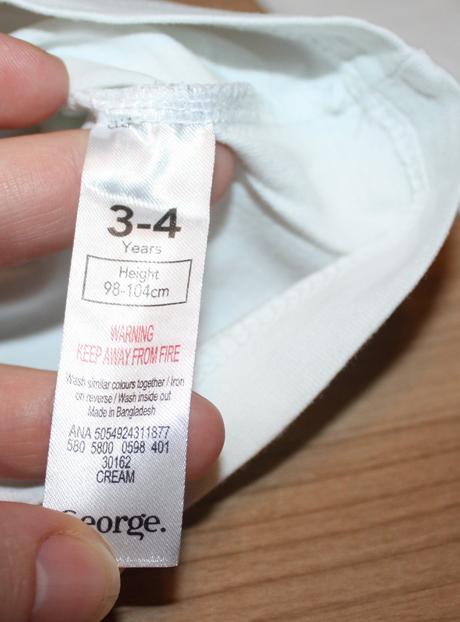 3-4
Years
Height
98-104cm
WARNING
KEEP AWAY FROM FIRE
Wash similar colours together / Iron
on reverse / Wash inside out
Made in Bangladesh
ANA 5054924311877
580 5800 0598 401
30162
CREAM
George.